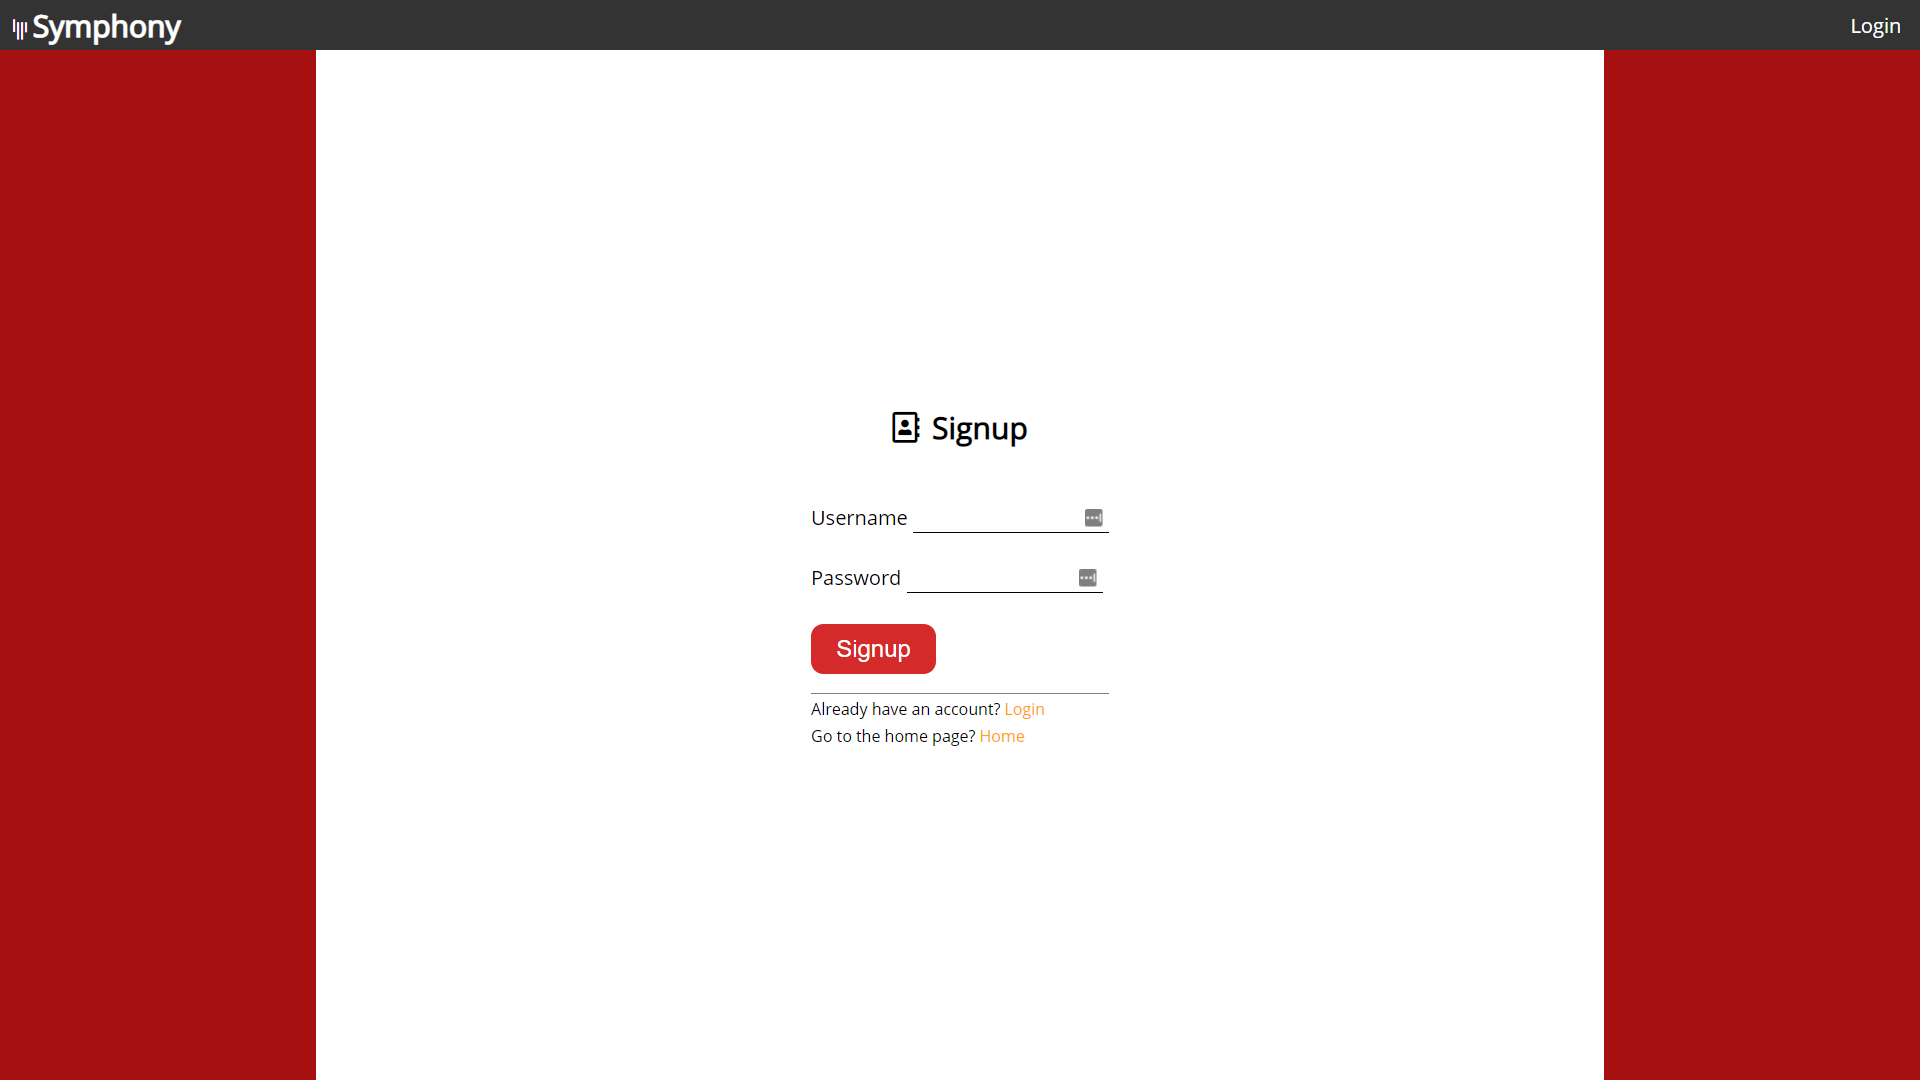 Symphony
Login
Signup
Username
Password
Signup
Already have an account? Login
Go to the home page? Home